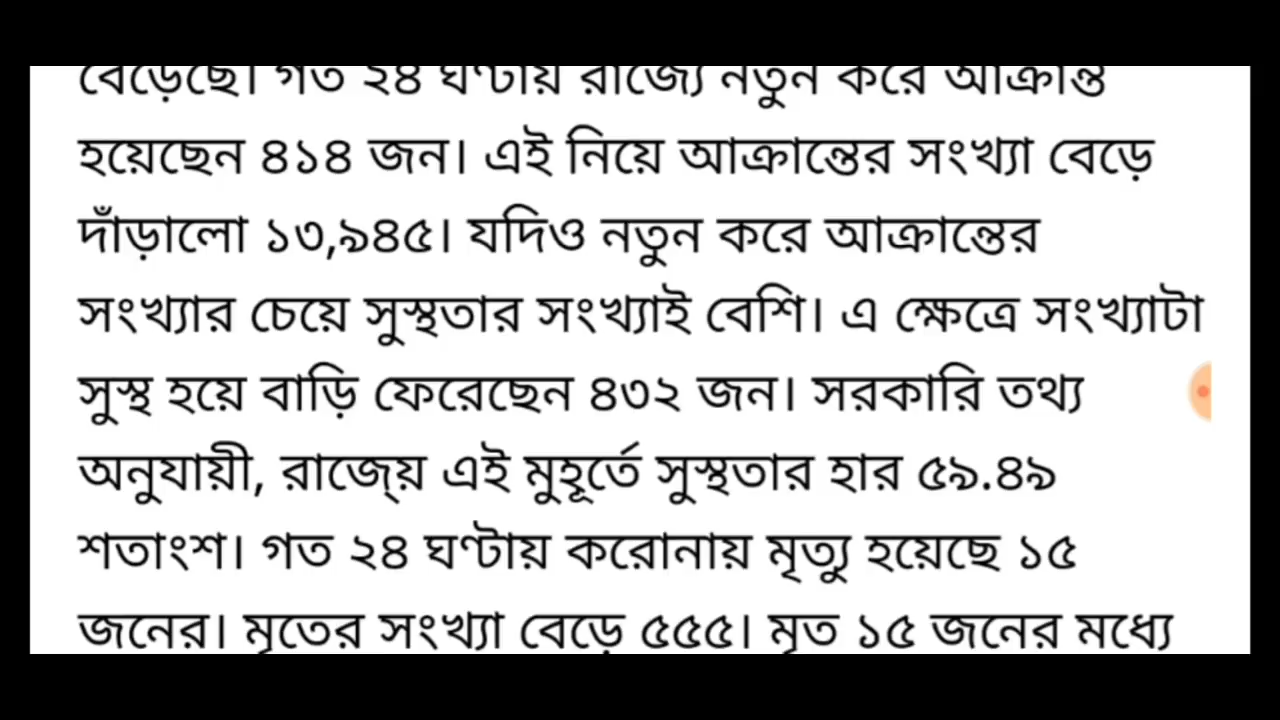 বেড়েছে। গত ২৪ ঘণ্টায় রাজ্যে নতুন করে আক্রান্ত
হয়েছেন ৪১৪ জন। এই নিয়ে আক্রান্তের সংখ্যা বেড়ে
দাঁড়ালো ১৩,৯৪৫। যদিও নতুন করে আক্রান্তের
সংখ্যার চেয়ে সুস্থতার সংখ্যাই বেশি। এ ক্ষেত্রে সংখ্যাটা
সুস্থ হয়ে বাড়ি ফেরেছেন ৪৩২ জন। সরকারি তথ্য
অনুযায়ী, রাজ্যে় এই মুহূর্তে সুস্থতার হার ৫৯.৪৯
শতাংশ। গত ২৪ ঘণ্টায় করোনায় মৃত্যু হয়েছে ১৫
জনের। মৃতের সংখ্যা বেড়ে ৫৫৫। মৃত ১৫ জনের মধ্যে